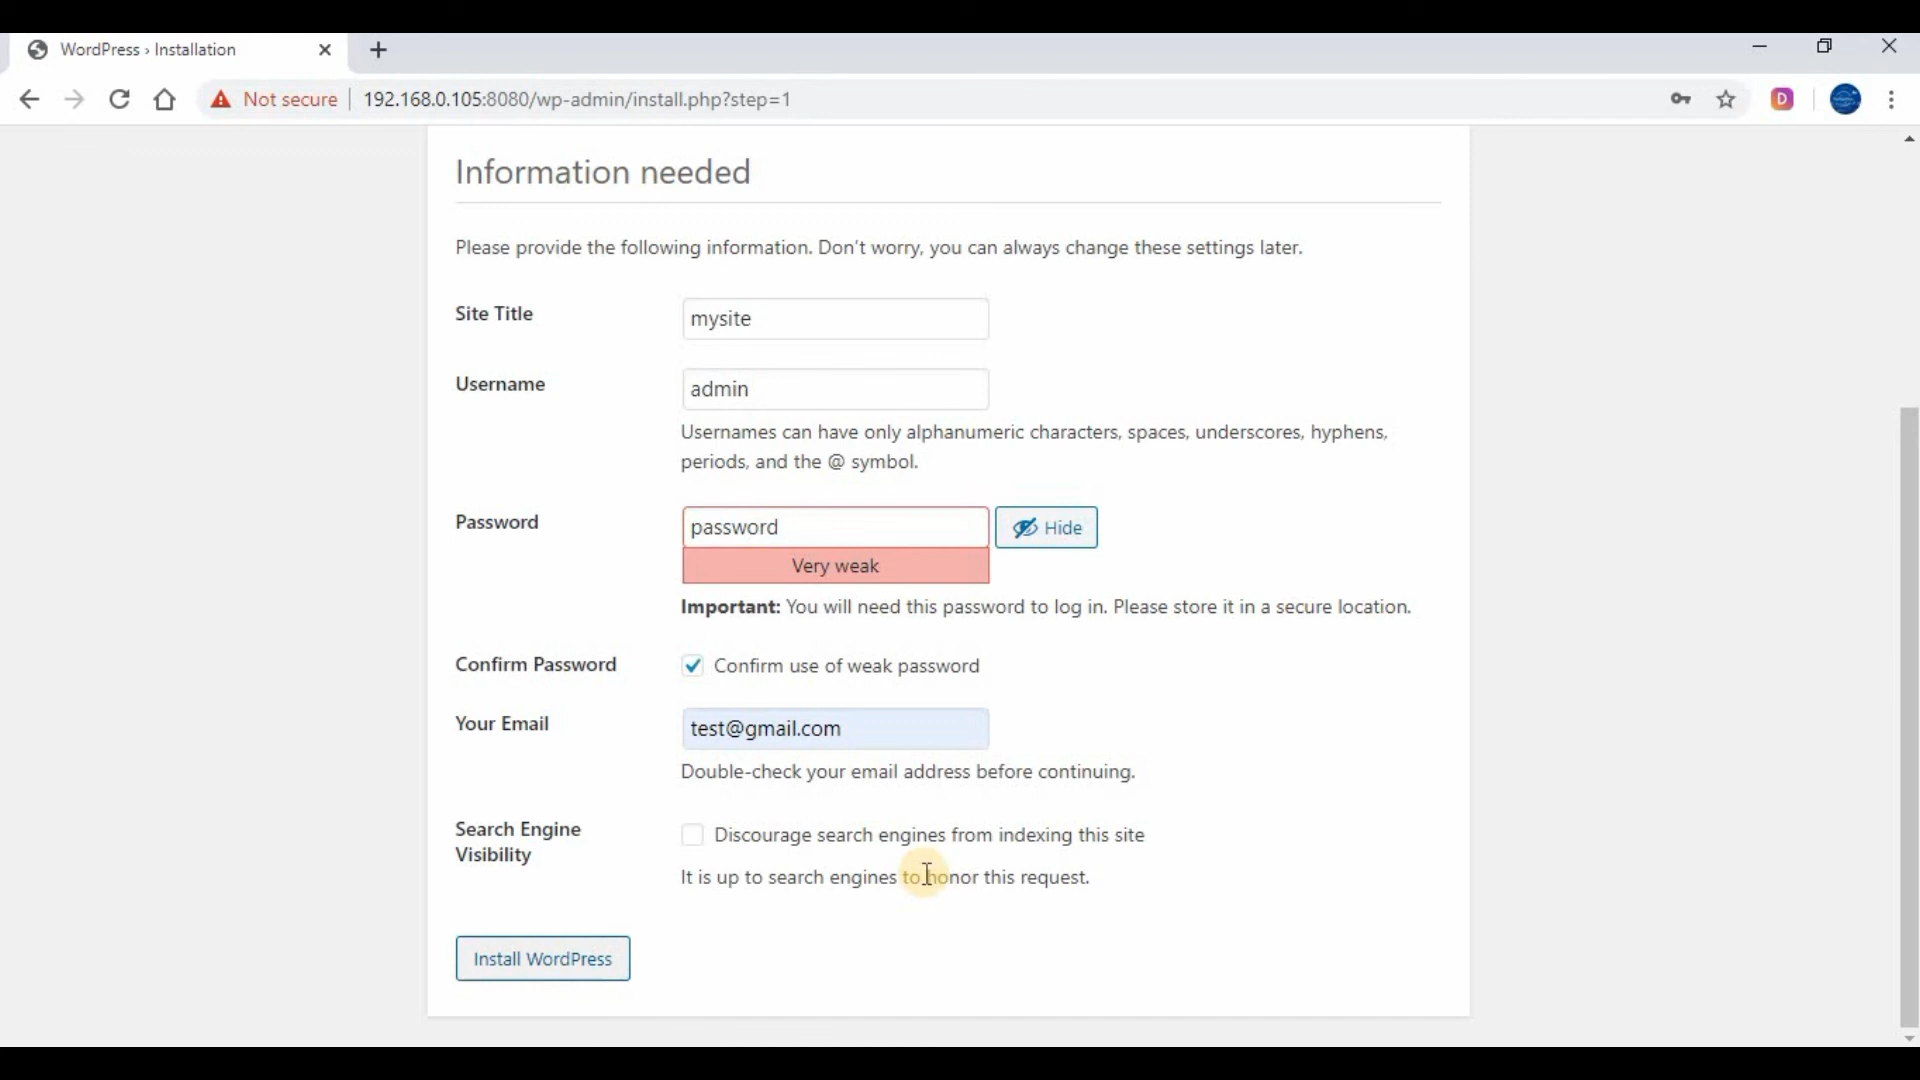 WordPress › Installation
Not secure
192.168.0.105:8080/wp-admin/install.php?step=1
D
Information needed
Please provide the following information. Don't worry, you can always change these settings later.
Site Title
mysite
Username
admin
Usernames can have only alphanumeric characters, spaces, underscores, hyphens,
periods, and the @ symbol.
Password
password
Hide
Very weak
Important: You will need this password to log in. Please store it in a secure location.
Confirm Password
Confirm use of weak password
Your Email
test@gmail.com
Double-check your email address before continuing.
Search Engine
Visibility
Discourage search engines from indexing this site
It is up to search engines to honor this request.
Install WordPress